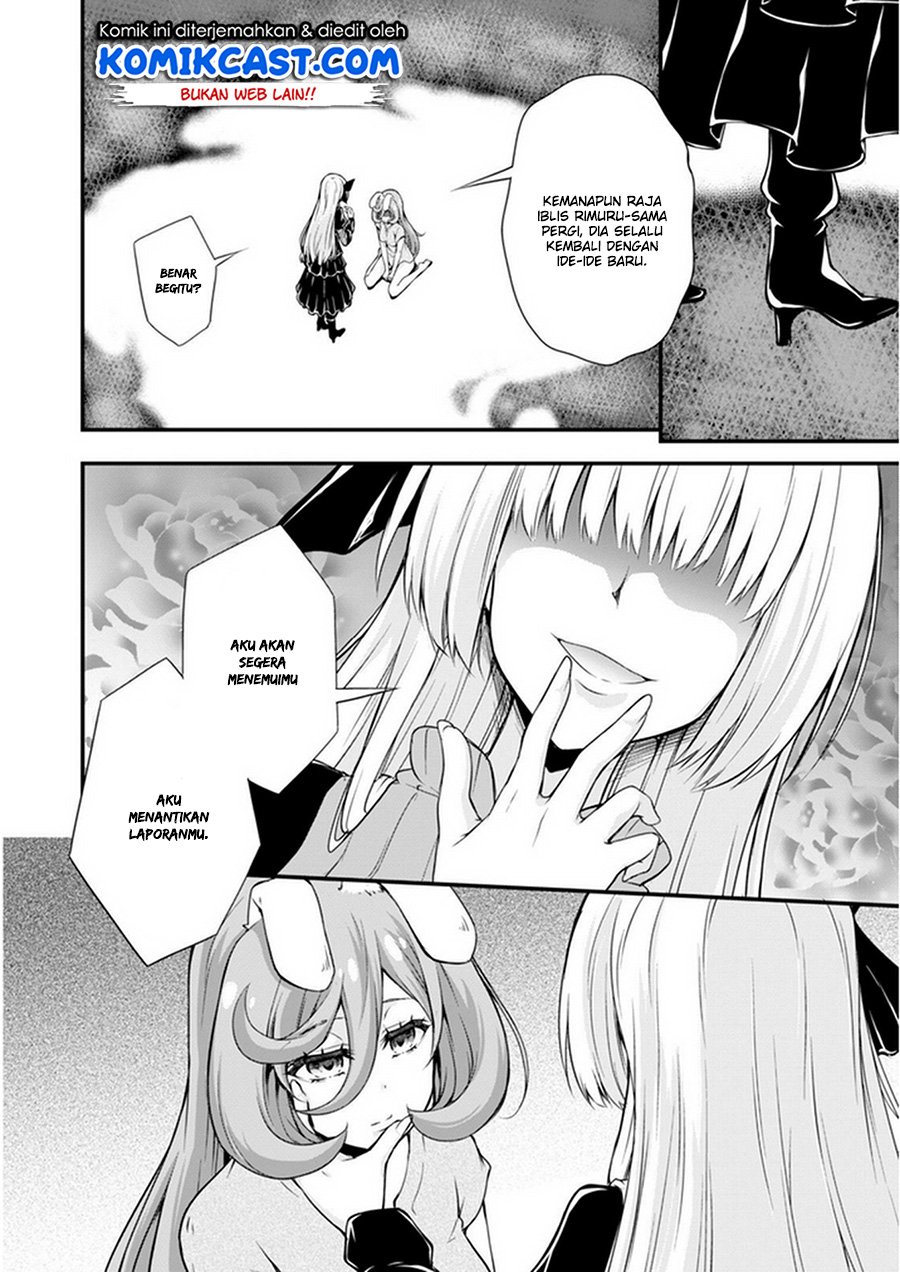 Komik ini diterjemahkan & diedit oleh
KOMIKCAST.COM
BUKAN WEB LAIN!!
KEMANAPUN RAJA
IBLIS RIMURU-SAMA
PERGI, DIA SELALU
KEMBALI DENGAN
IDE-IDE BARU.
BENAR
BEGITU?
AKU AKAN
SEGERA
MENEMUIMU
AKU
MENANTIKAN
LAPORANMU.